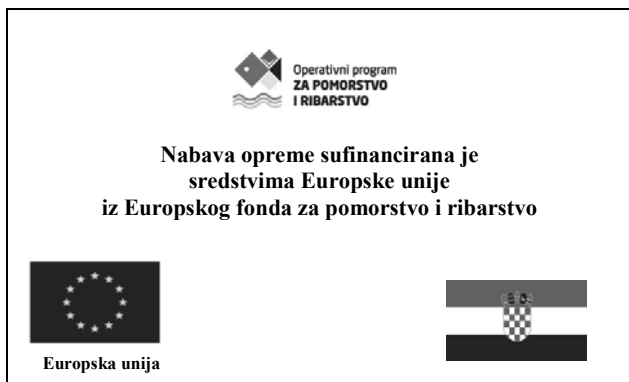 Operativni program
ZA POMORSTVO
I RIBARSTVO
Nabava opreme sufinancirana je
sredstvima Europske unije
iz Europskog fonda za pomorstvo i ribarstvo
Europska unija